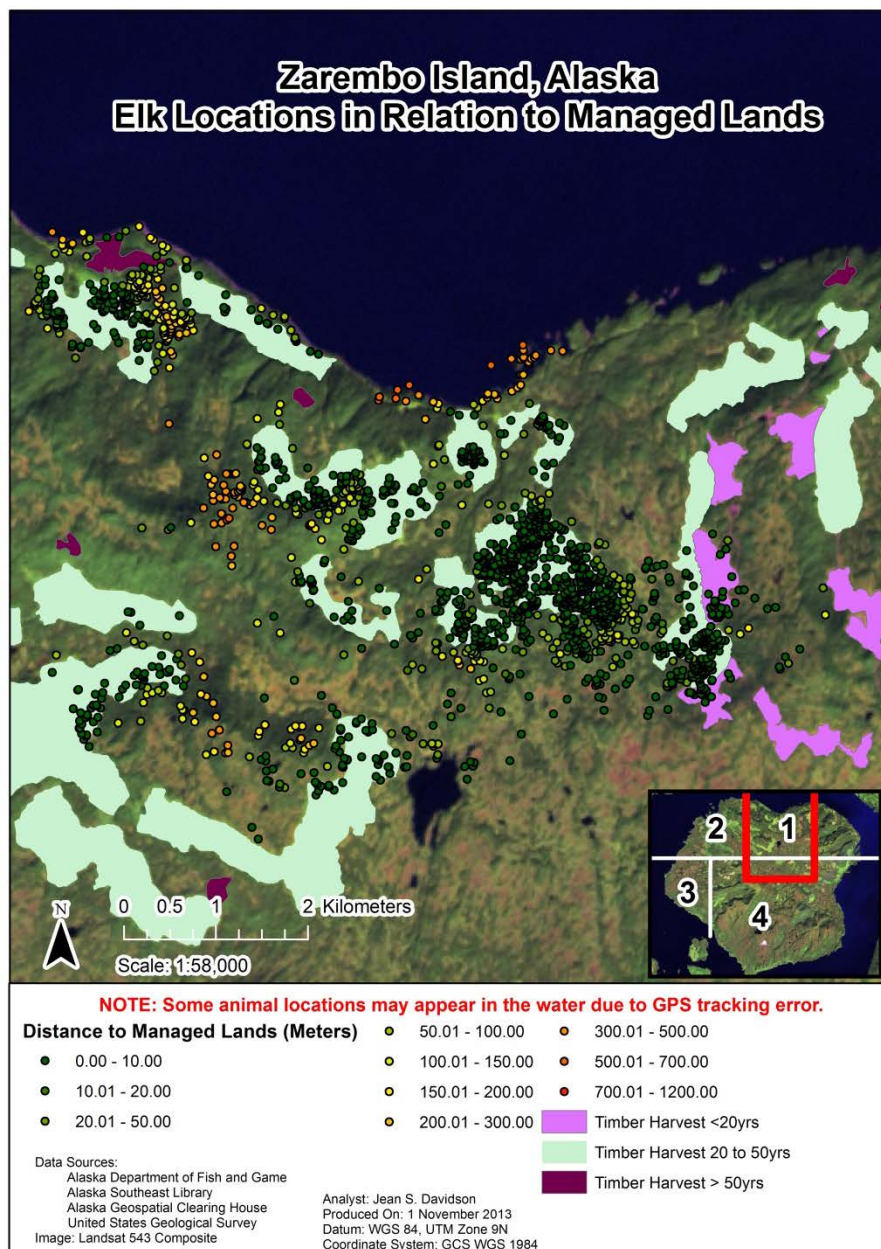 Zarembo Island, Alaska
Elk Locations in Relation to Managed Lands
2
1
3
4
N
0 0.5 1 2 Kilometers
Scale: 1:58,000
NOTE: Some animal locations may appear in the water due to GPS tracking error.
Distance to Managed Lands (Meters)
0.00 - 10.00
10.01 - 20.00
20.01 - 50.00
50.01 - 100.00
100.01 - 150.00
150.01 - 200.00
200.01 - 300.00
300.01 - 500.00
500.01 - 700.00
700.01 - 1200.00
Timber Harvest <20yrs
Timber Harvest 20 to 50yrs
Timber Harvest > 50yrs
Data Sources:
Alaska Department of Fish and Game
Alaska Southeast Library
Alaska Geospatial Clearing House
United States Geological Survey
Image: Landsat 543 Composite
Analyst: Jean S. Davidson
Produced On: 1 November 2013
Datum: WGS 84, UTM Zone 9N
Coordinate System: GCS WGS 1984